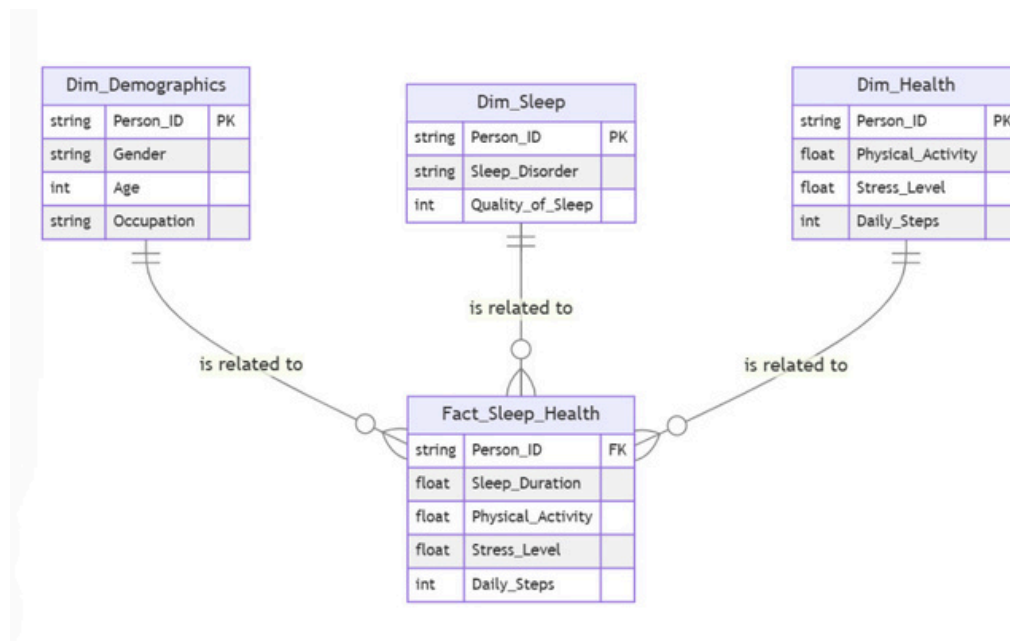 Dim_Demographics
string Person_ID PK
string Gender
int Age
string Occupation
Dim_Sleep
string Person_ID PK
string Sleep_Disorder
int Quality_of_Sleep
Dim_Health
string Person_ID PK
float Physical_Activity
float Stress_Level
int Daily_Steps
is related to
is related to
is related to
Fact_Sleep_Health
string Person_ID FK
float Sleep_Duration
float Physical_Activity
float Stress_Level
int Daily_Steps